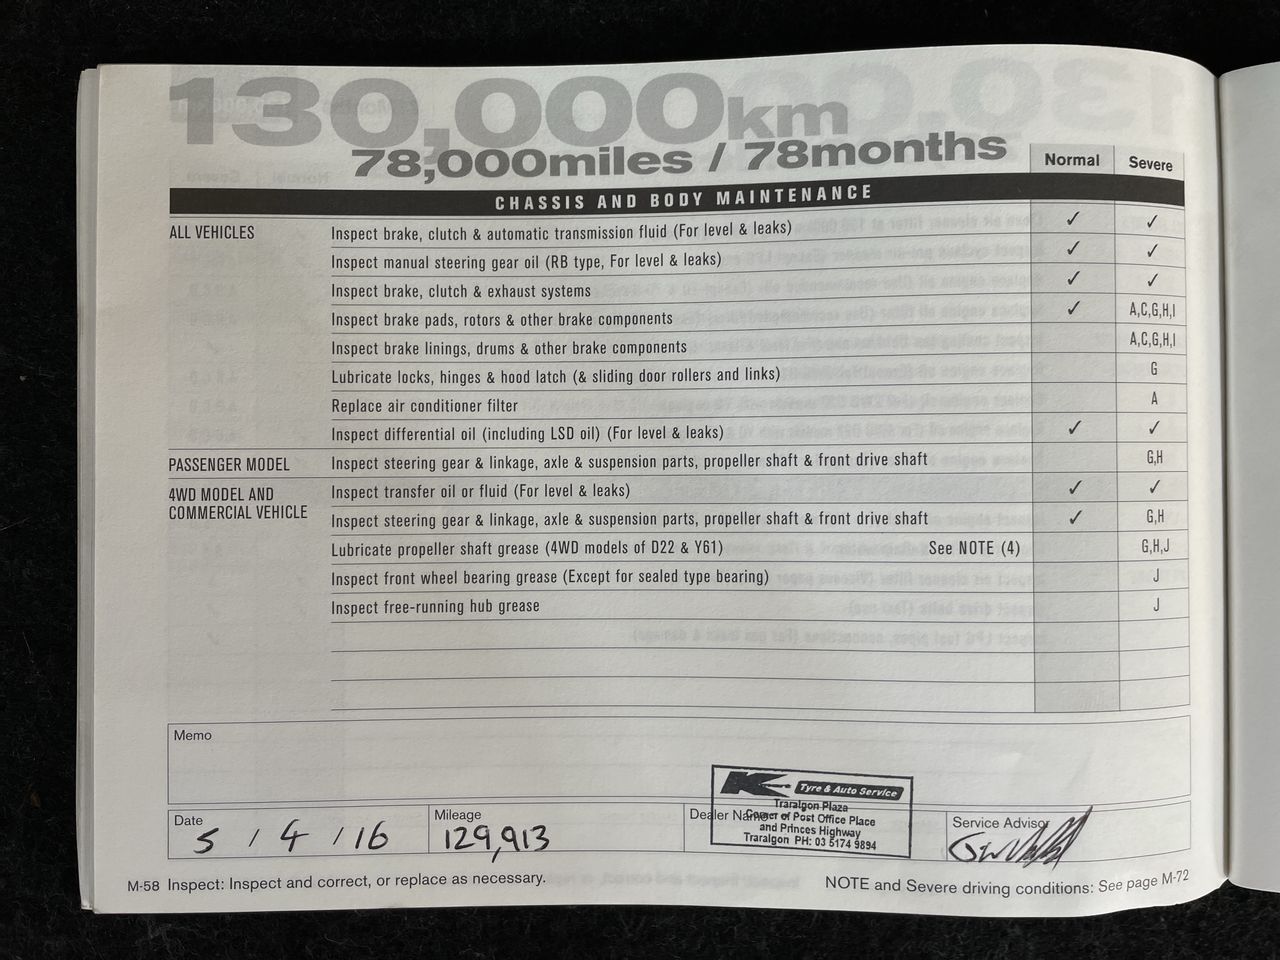 130,000km
78,000miles / 78months
Normal Severe
CHASSIS AND BODY MAINTENANCE
ALL VEHICLES Inspect brake, clutch & automatic transmission fluid (For level & leaks) ✓ ✓
Inspect manual steering gear oil (RB type, For level & leaks) ✓ ✓
Inspect brake, clutch & exhaust systems ✓ ✓
Inspect brake pads, rotors & other brake components ✓ A,C,G,H,I
Inspect brake linings, drums & other brake components A,C,G,H,I
Lubricate locks, hinges & hood latch (& sliding door rollers and links) G
Replace air conditioner filter A
Inspect differential oil (including LSD oil) (For level & leaks) ✓ ✓
PASSENGER MODEL Inspect steering gear & linkage, axle & suspension parts, propeller shaft & front drive shaft G,H
4WD MODEL AND Inspect transfer oil or fluid (For level & leaks) ✓ ✓
COMMERCIAL VEHICLE Inspect steering gear & linkage, axle & suspension parts, propeller shaft & front drive shaft ✓ G,H
Lubricate propeller shaft grease (4WD models of D22 & Y61) See NOTE (4) G,H,J
Inspect front wheel bearing grease (Except for sealed type bearing) J
Inspect free-running hub grease J
Memo
Date 5 / 4 / 16
Mileage 129,913
Dealer Name
K Tyre & Auto Service
Traralgon Plaza
Corner of Post Office Place
and Princes Highway
Traralgon PH: 03 5174 9894
Service Advisor
M-58 Inspect: Inspect and correct, or replace as necessary.
NOTE and Severe driving conditions: See page M-72